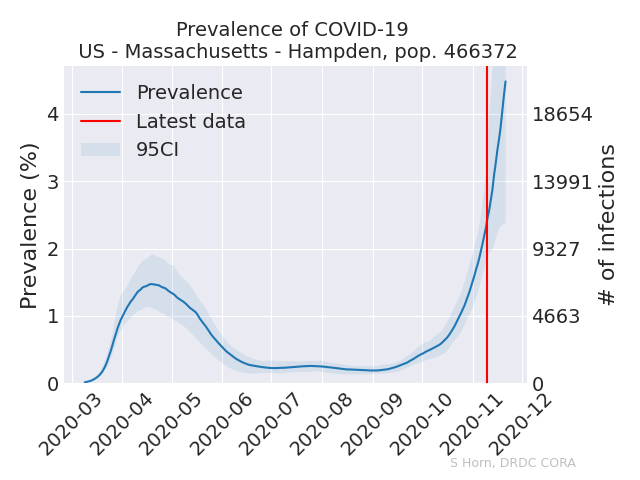 Prevalence of COVID-19
US - Massachusetts - Hampden, pop. 466372
Prevalence
Latest data
95CI
Prevalence (%)
4
3
2
1
0
18654
13991
9327
4663
0
# of infections
2020-03
2020-04
2020-05
2020-06
2020-07
2020-08
2020-09
2020-10
2020-11
2020-12
S Horn, DRDC CORA